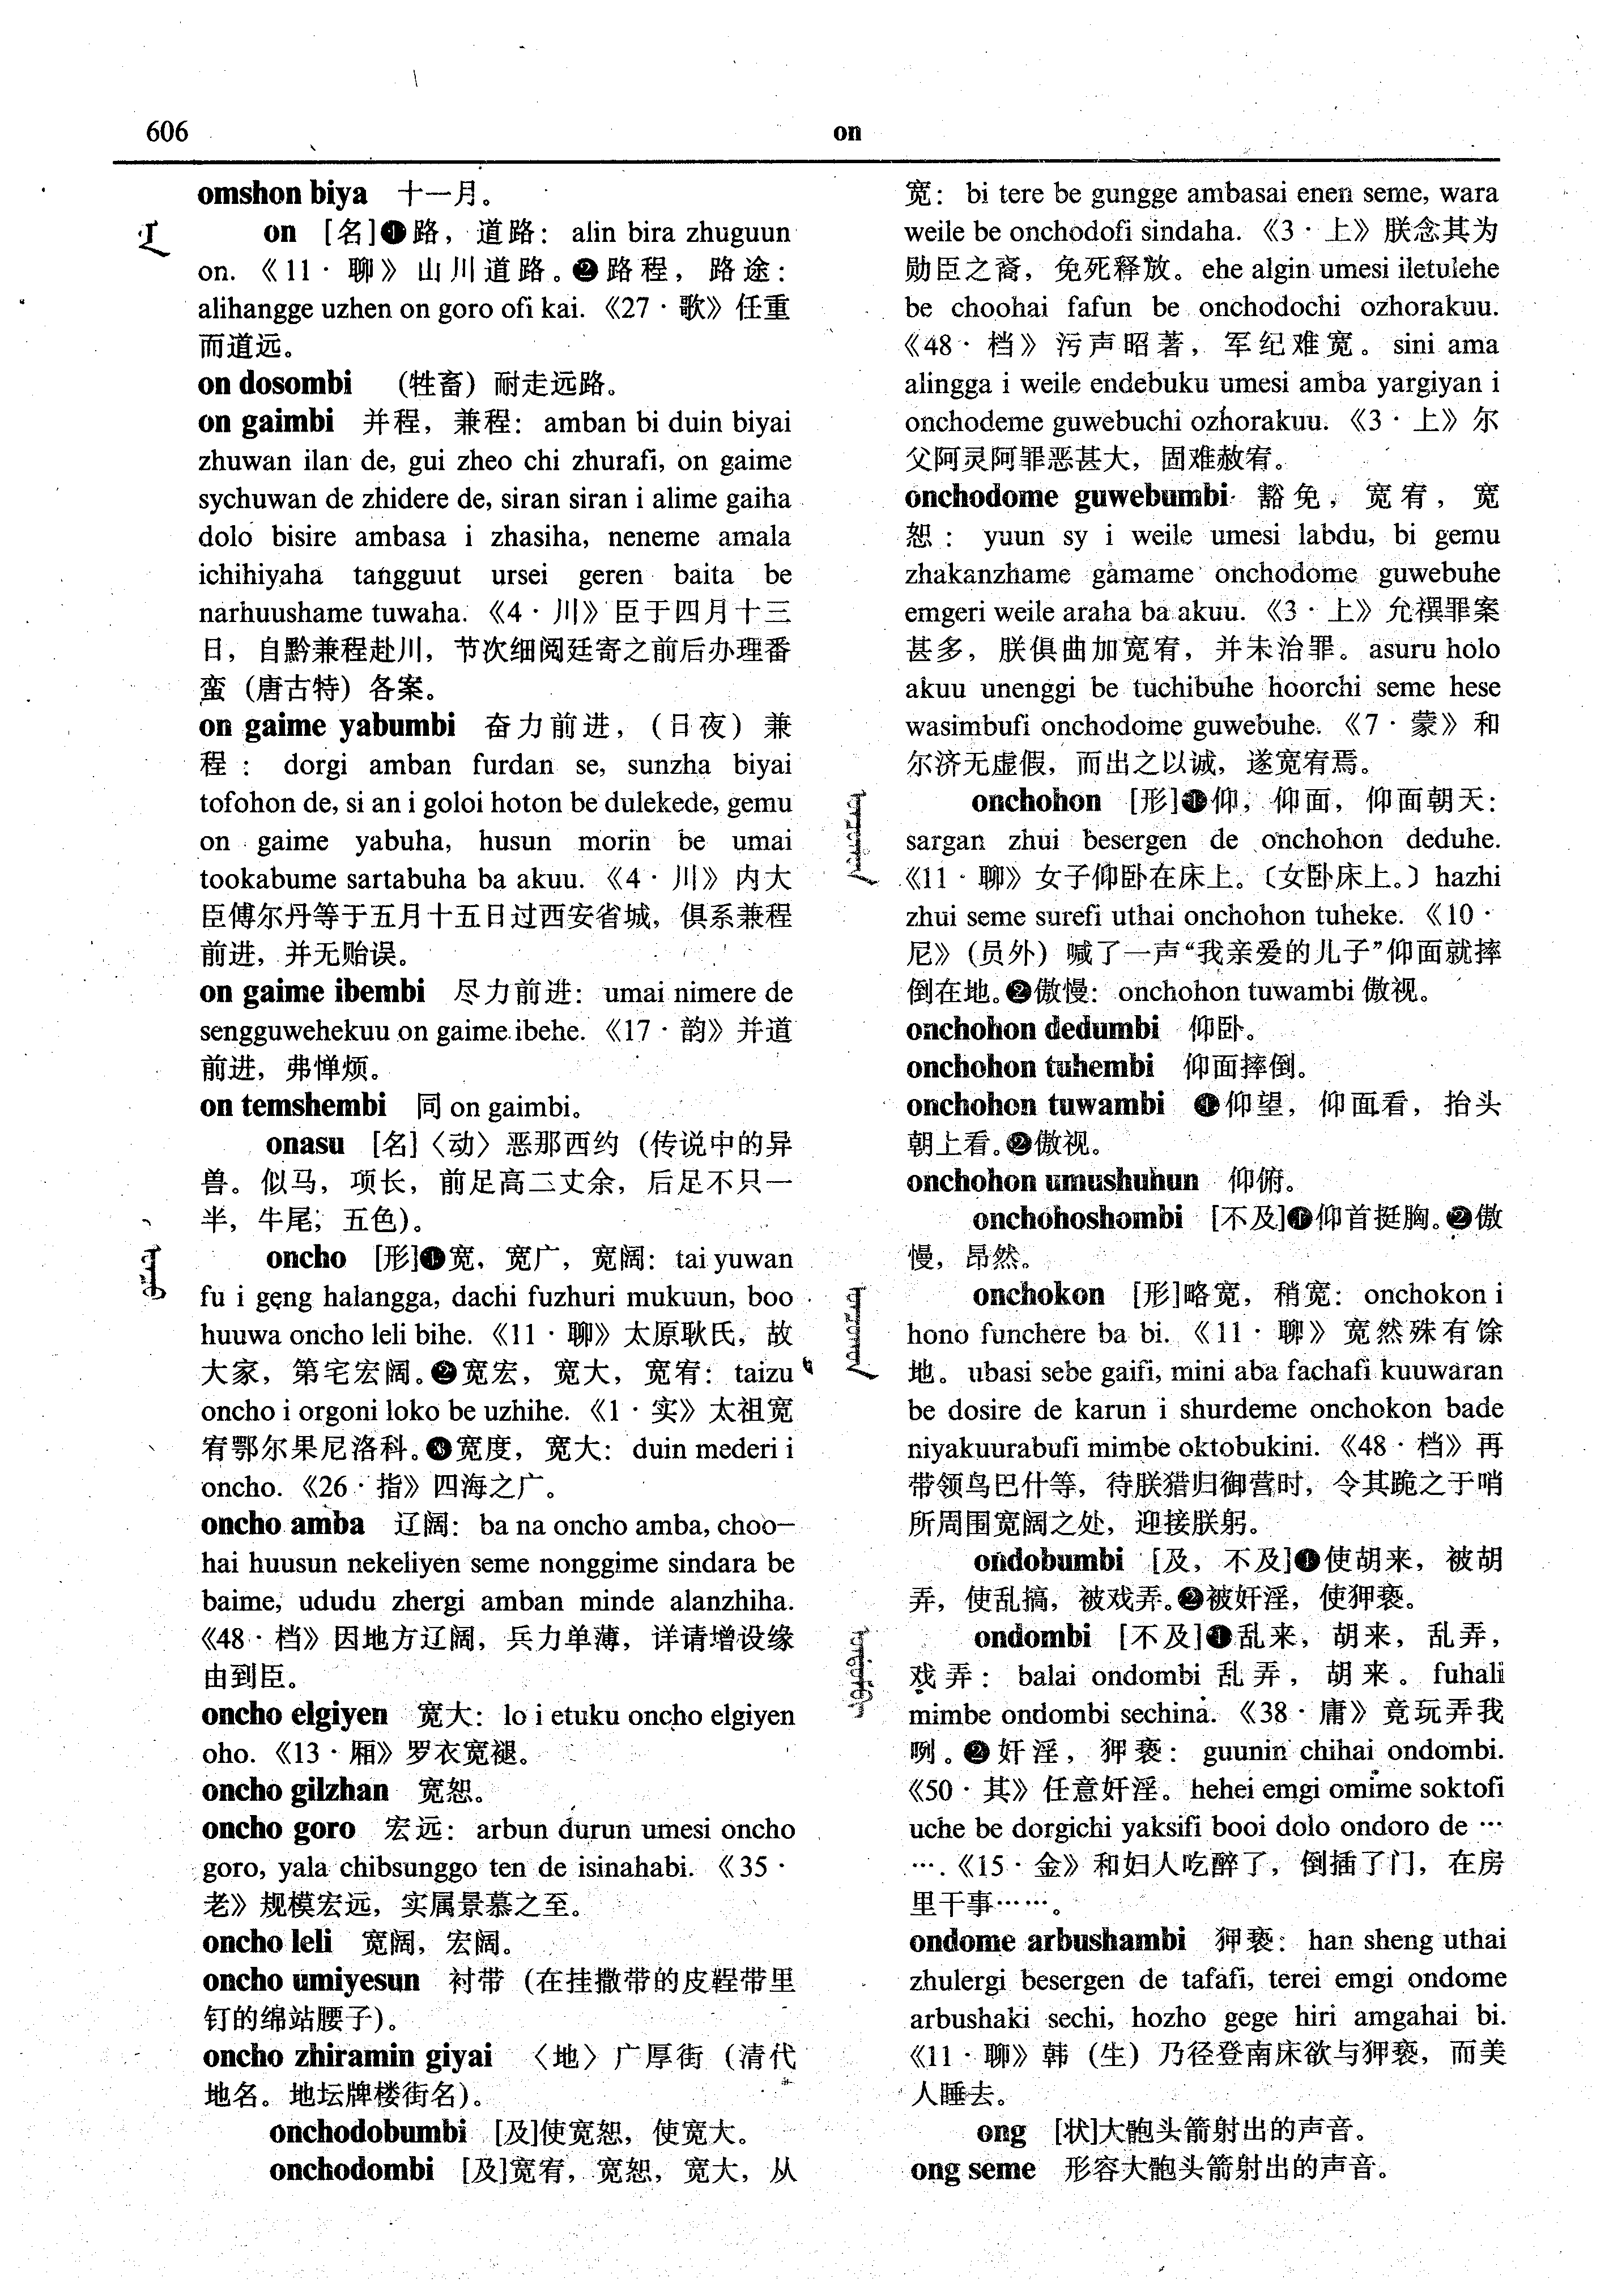 606
on
omshon biya 十一月。
on [名]❶路，道路：alin bira zhuguun
on.《11·聊》山川道路。❷路程，路途：
alihangge uzhen on goro ofi kai.《27·歌》任重
而道远。
on dosombi （牲畜）耐走远路。
on gaimbi 并程，兼程：amban bi duin biyai
zhuwan ilan de, gui zheo chi zhurafi, on gaime
sychuwan de zhidere de, siran siran i alime gaiha
dolo bisire ambasa i zhasiha, neneme amala
ichihiyaha tangguut ursei geren baita be
narhuushame tuwaha.《4·川》臣于四月十三
日，自黔兼程赴川，节次细阅廷寄之前后办理番
蛮（唐古特）各案。
on gaime yabumbi 奋力前进，（日夜）兼
程：dorgi amban furdan se, sunzha biyai
tofohon de, si an i goloi hoton be dulekede, gemu
on gaime yabuha, husun morin be umai
tookabume sartabuha ba akuu.《4·川》内大
臣傅尔丹等于五月十五日过西安省城，俱系兼程
前进，并无贻误。
on gaime ibembi 尽力前进：umai nimere de
sengguwehekuu on gaime ibehe.《17·韵》并道
前进，弗惮烦。
on temshembi 同 on gaimbi。
onasu [名]〈动〉恶那西约（传说中的异
兽。似马，项长，前足高二丈余，后足不只一
半，牛尾；五色）。
oncho [形]❶宽，宽广，宽阔：tai yuwan
fu i geng halangga, dachi fuzhuri mukuun, boo
huuwa oncho leli bihe.《11·聊》太原耿氏，故
大家，第宅宏阔。❷宽宏，宽大，宽宥：taizu
oncho i orgoni loko be uzhihe.《1·实》太祖宽
宥鄂尔果尼洛科。❸宽度，宽大：duin mederi i
oncho.《26·指》四海之广。
oncho amba 辽阔：ba na oncho amba, choo–
hai huusun nekeliyen seme nonggime sindara be
baime, ududu zhergi amban minde alanzhiha.
《48·档》因地方辽阔，兵力单薄，详请增设缘
由到臣。
oncho elgiyen 宽大：lo i etuku oncho elgiyen
oho.《13·厢》罗衣宽褪。
oncho gilzhan 宽恕。
oncho goro 宏远：arbun durun umesi oncho
goro, yala chibsunggo ten de isinahabi.《35·
老》规模宏远，实属景慕之至。
oncho leli 宽阔，宏阔。
oncho umiyesun 衬带（在挂撒带的皮鞓带里
钉的绵站腰子）。
oncho zhiramin giyai 〈地〉广厚街（清代
地名。地坛牌楼街名）。
onchodobumbi [及]使宽恕，使宽大。
onchodombi [及]宽宥，宽恕，宽大，从
宽：bi tere be gungge ambasai enen seme, wara
weile be onchodofi sindaha.《3·上》朕念其为
勋臣之裔，免死释放。ehe algin umesi iletulehe
be choohai fafun be onchodochi ozhorakuu.
《48·档》污声昭著，军纪难宽。sini ama
alingga i weile endebuku umesi amba yargiyan i
onchodeme guwebuchi ozhorakuu.《3·上》尔
父阿灵阿罪恶甚大，固难赦宥。
onchodome guwebumbi 豁免，宽宥，宽
恕：yuun sy i weile umesi labdu, bi gemu
zhakanzhame gamame onchodome guwebuhe
emgeri weile araha ba akuu.《3·上》允禩罪案
甚多，朕俱曲加宽宥，并未治罪。asuru holo
akuu unenggi be tuchibuhe hoorchi seme hese
wasimbufi onchodome guwebuhe.《7·蒙》和
尔济无虚假，而出之以诚，遂宽宥焉。
onchohon [形]❶仰，仰面，仰面朝天：
sargan zhui besergen de onchohon deduhe.
《11·聊》女子仰卧在床上。〔女卧床上。〕hazhi
zhui seme surefi uthai onchohon tuheke.《10·
尼》（员外）喊了一声“我亲爱的儿子”仰面就摔
倒在地。❷傲慢：onchohon tuwambi 傲视。
onchohon dedumbi 仰卧。
onchohon tuhembi 仰面摔倒。
onchohon tuwambi ❶仰望，仰面看，抬头
朝上看。❷傲视。
onchohon umushuhun 仰俯。
onchohoshombi [不及]❶仰首挺胸。❷傲
慢，昂然。
onchokon [形]略宽，稍宽：onchokon i
hono funchere ba bi.《11·聊》宽然殊有馀
地。ubasi sebe gaifi, mini aba fachafi kuuwaran
be dosire de karun i shurdeme onchokon bade
niyakuurabufi mimbe oktobukini.《48·档》再
带领鸟巴什等，待朕猎归御营时，令其跪之于哨
所周围宽阔之处，迎接朕躬。
ondobumbi [及，不及]❶使胡来，被胡
弄，使乱搞，被戏弄。❷被奸淫，使狎亵。
ondombi [不及]❶乱来，胡来，乱弄，
戏弄：balai ondombi 乱弄，胡来。fuhali
mimbe ondombi sechina.《38·庸》竟玩弄我
咧。❷奸淫，狎亵：guunin chihai ondombi.
《50·其》任意奸淫。hehei emgi omime soktofi
uche be dorgichi yaksifi booi dolo ondoro de …
….《15·金》和妇人吃醉了，倒插了门，在房
里干事……。
ondome arbushambi 狎亵：han sheng uthai
zhulergi besergen de tafafi, terei emgi ondome
arbushaki sechi, hozho gege hiri amgahai bi.
《11·聊》韩（生）乃径登南床欲与狎亵，而美
人睡去。
ong [状]大骲头箭射出的声音。
ong seme 形容大骲头箭射出的声音。